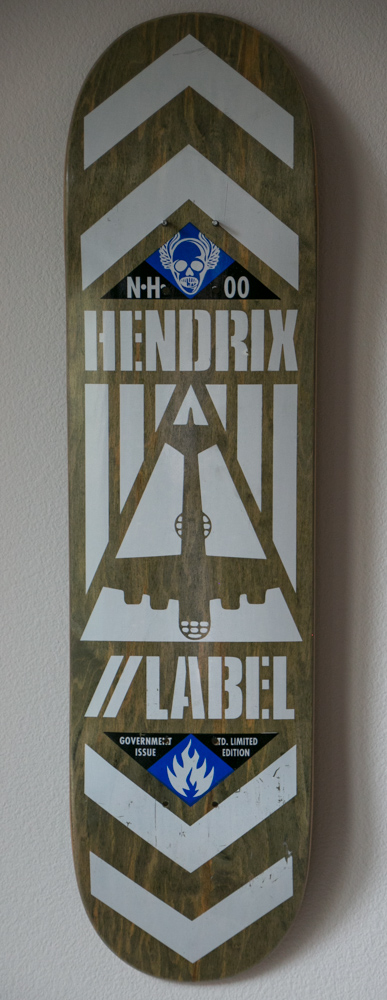 N·H· 00
HENDRIX
//LABEL
GOVERNMENT LTD. LIMITED
ISSUE EDITION